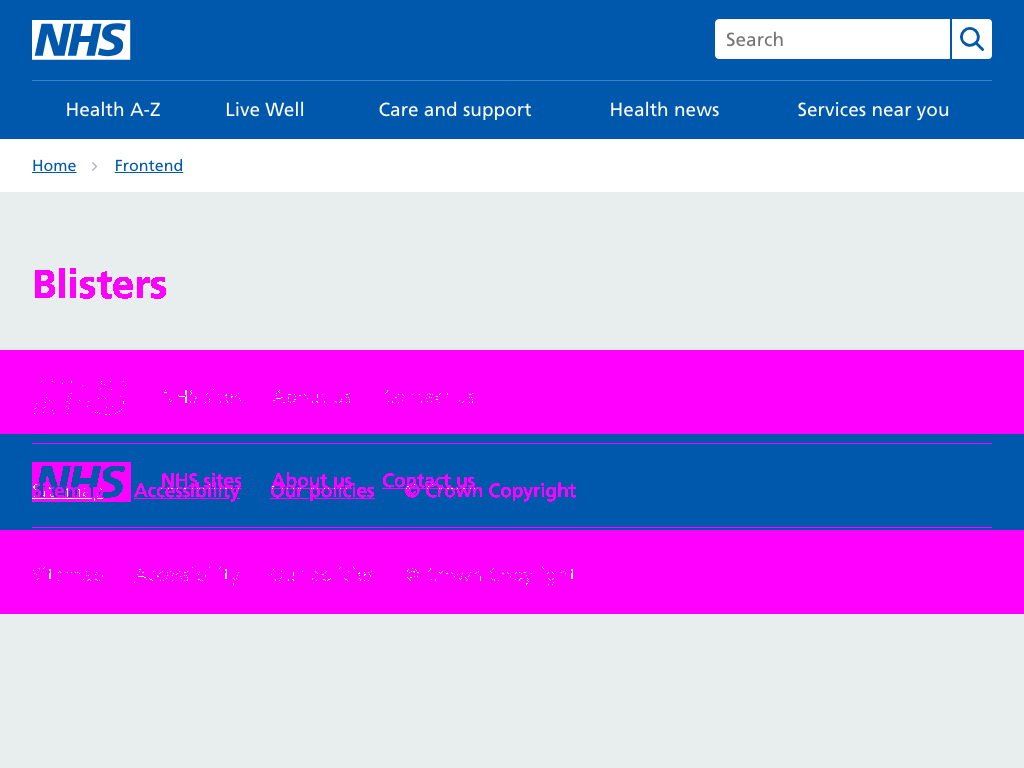 NHS
Search
Health A-Z Live Well Care and support Health news Services near you
Home Frontend
Blisters
NHS sites About us Contact us
NHS NHS sites About us Contact us
Sitemap Accessibility Our policies © Crown Copyright
Sitemap Accessibility Our policies © Crown Copyright